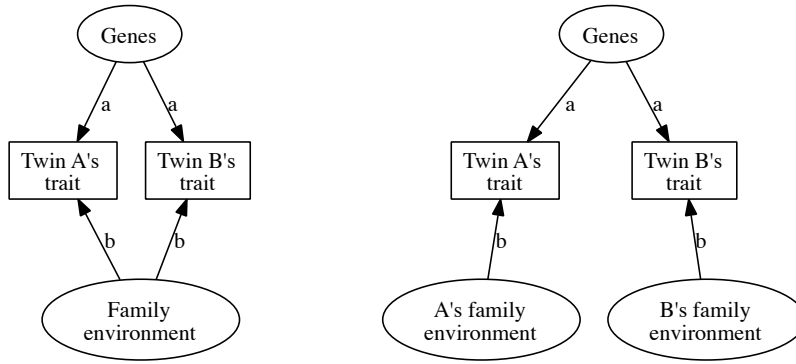 Genes
a
a
Twin A's
trait
Twin B's
trait
b
b
Family
environment
Genes
a
a
Twin A's
trait
Twin B's
trait
b
b
A's family
environment
B's family
environment